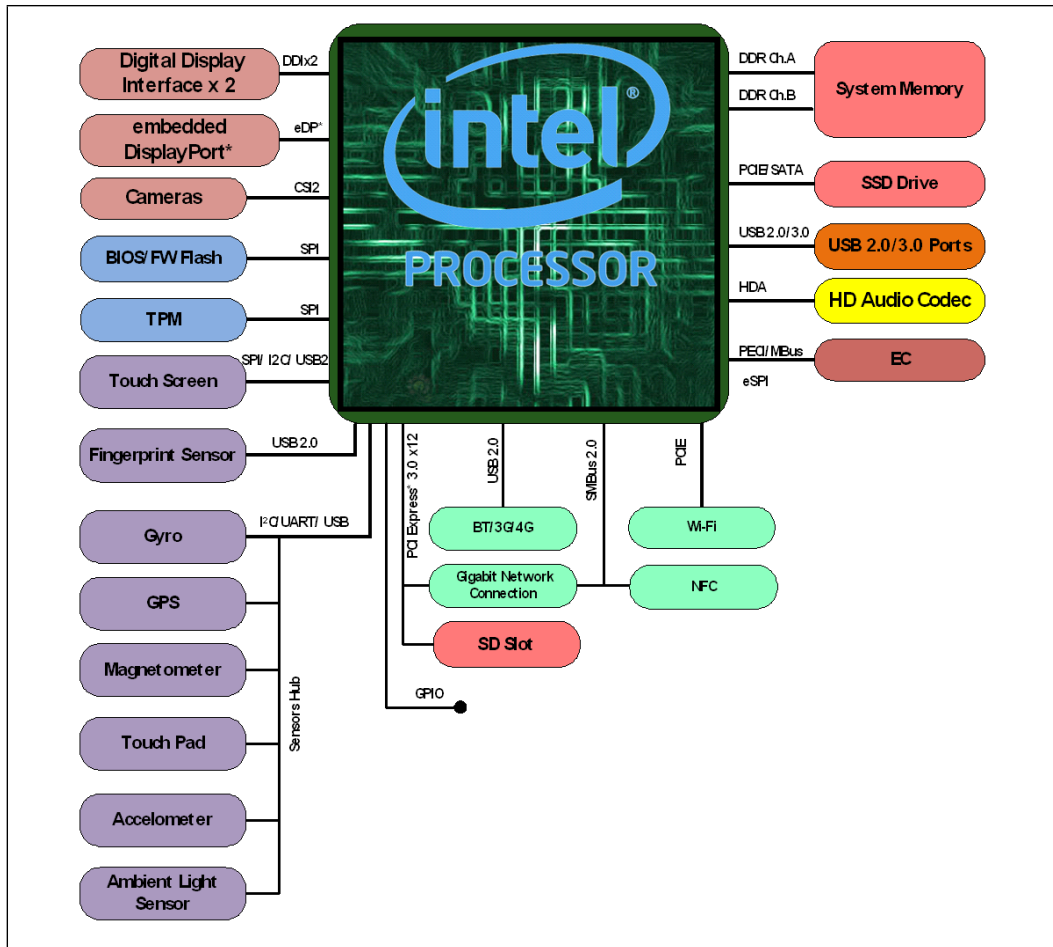 Digital Display
Interface x 2
DDI x2
embedded
DisplayPort*
eDP*
Cameras
CSI2
BIOS/ FW Flash
SPI
TPM
SPI
Touch Screen
SPI/ I2C/ USB2
Fingerprint Sensor
USB 2.0
Gyro
I²C/UART/ USB
GPS
Magnetometer
Touch Pad
Accelometer
Ambient Light
Sensor
Sensors Hub
intel®
PROCESSOR
DDR Ch.A
DDR Ch.B
System Memory
PCIE/SATA
SSD Drive
USB 2.0/3.0
USB 2.0/3.0 Ports
HDA
HD Audio Codec
PECI/ MBus
eSPI
EC
PCI Express* 3.0 x12
USB 2.0
SMBus 2.0
PCIE
BT/3G/4G
Wi-Fi
Gigabit Network
Connection
NFC
SD Slot
GPIO